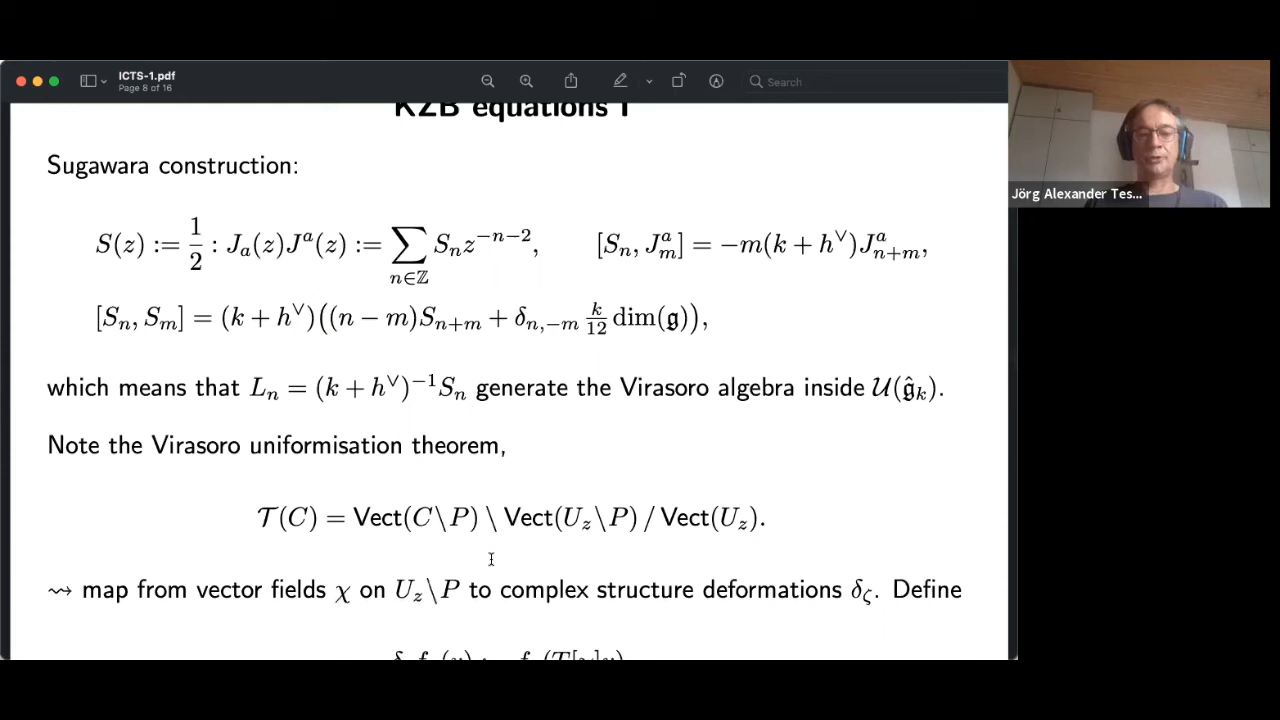 ICTS-1.pdf
Page 8 of 16
Search
KZB equations I
Jörg Alexander Tes...
Sugawara construction:
S(z) := 1/2 : J_a(z)J^a(z) := ∑_{n∈ℤ} S_n z^{-n-2}, [S_n, J^a_m] = −m(k + h^∨)J^a_{n+m},
[S_n, S_m] = (k + h^∨)((n − m)S_{n+m} + δ_{n,−m} k/12 dim(𝔤)),
which means that L_n = (k + h^∨)^{−1}S_n generate the Virasoro algebra inside 𝒰(𝔤̂_k).
Note the Virasoro uniformisation theorem,
𝒯(C) = Vect(C\P) \ Vect(U_z\P) / Vect(U_z).
⇝ map from vector fields χ on U_z\P to complex structure deformations δ_ζ. Define